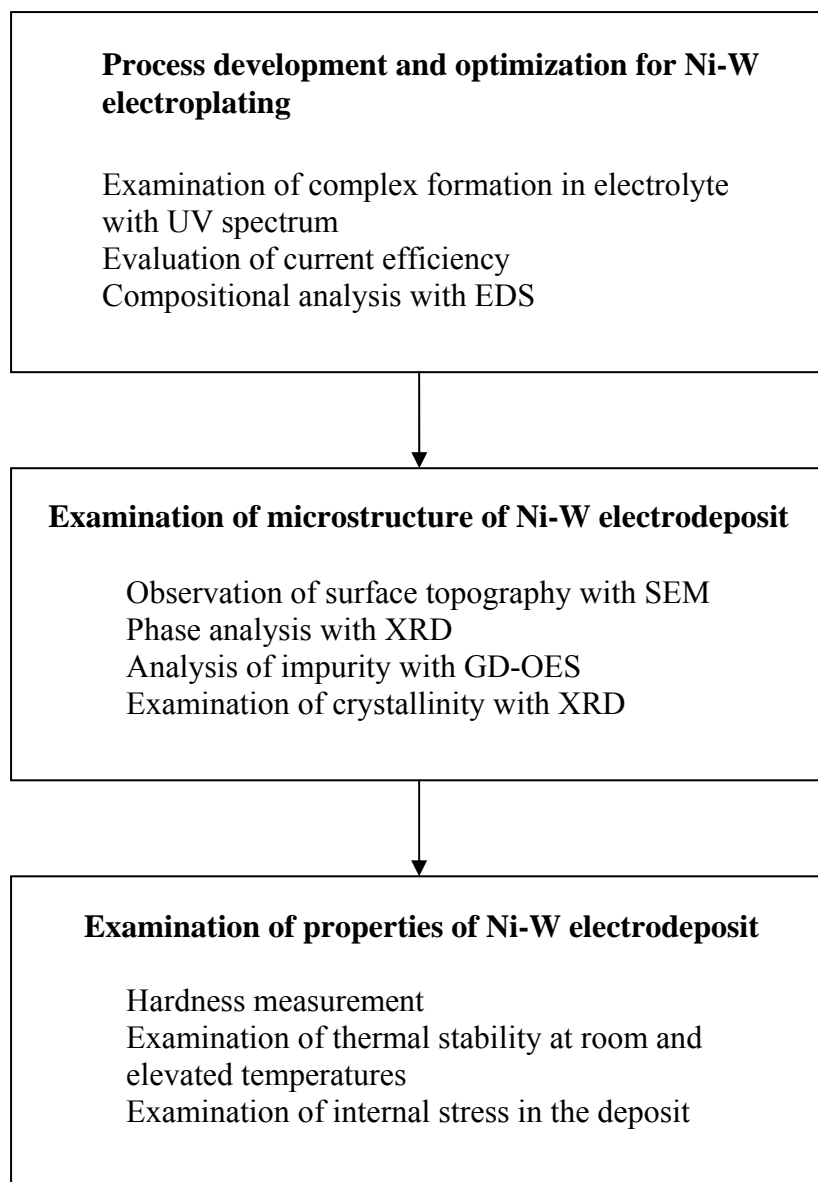 Process development and optimization for Ni-W
electroplating
Examination of complex formation in electrolyte
with UV spectrum
Evaluation of current efficiency
Compositional analysis with EDS
Examination of microstructure of Ni-W electrodeposit
Observation of surface topography with SEM
Phase analysis with XRD
Analysis of impurity with GD-OES
Examination of crystallinity with XRD
Examination of properties of Ni-W electrodeposit
Hardness measurement
Examination of thermal stability at room and
elevated temperatures
Examination of internal stress in the deposit